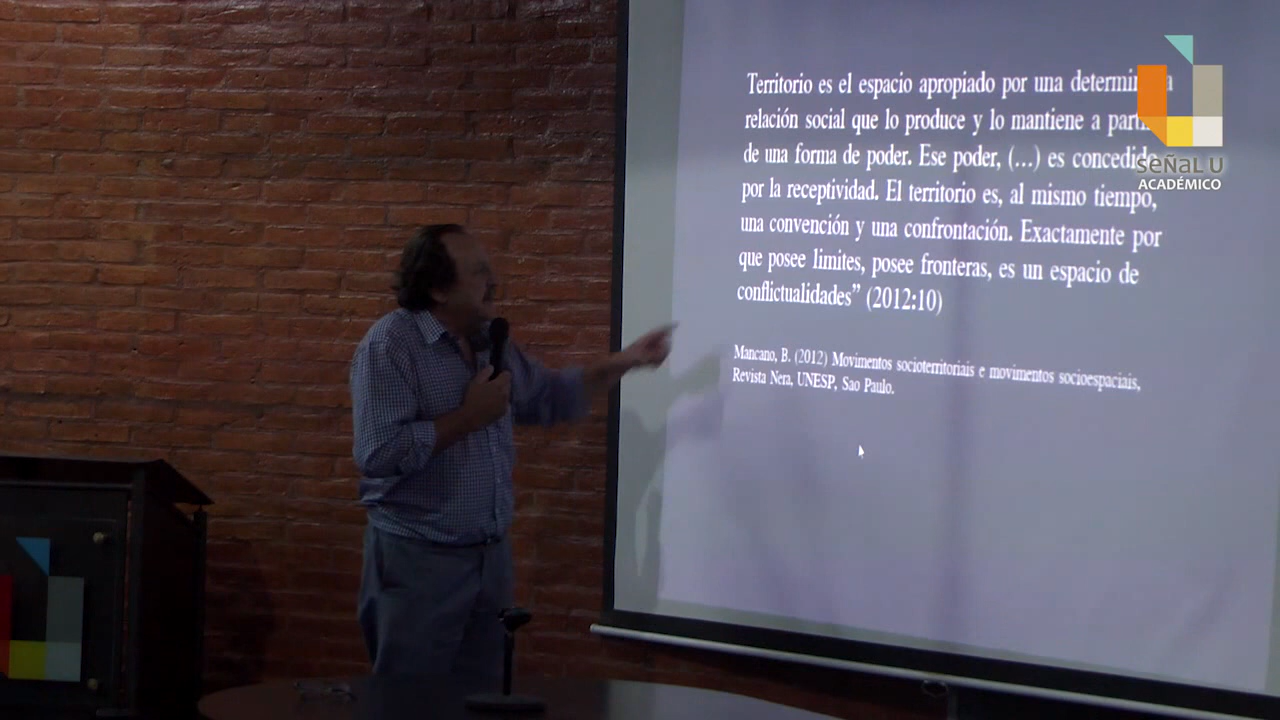 Territorio es el espacio apropiado por una determin a
relación social que lo produce y lo mantiene a part
de una forma de poder. Ese poder, (...) es concedido
por la receptividad. El territorio es, al mismo tiempo,
una convención y una confrontación. Exactamente por
que posee limites, posee fronteras, es un espacio de
conflictualidades” (2012:10)
Mancano, B. (2012) Movimentos socioterritoriais e movimentos socioespaciais,
Revista Nera, UNESP, Sao Paulo.
SEÑAL U
ACADÉMICO